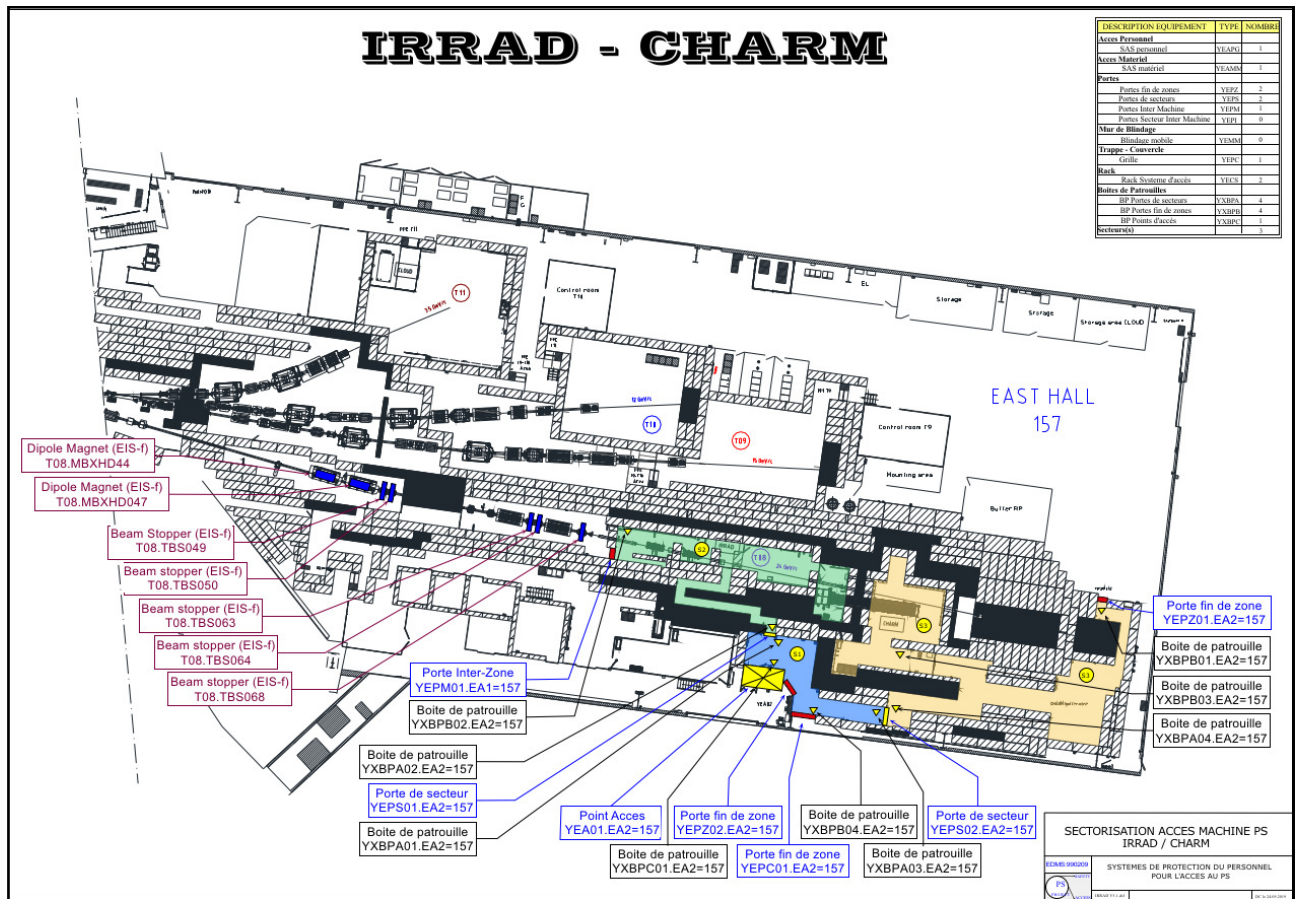 IRRAD - CHARM
DESCRIPTION EQUIPEMENT TYPE NOMBRE
Acces Personnel
SAS personnel YEAPG 1
Acces Materiel
SAS matériel YEAMM 1
Portes
Portes fin de zones YEPZ 2
Portes de secteurs YEPS 2
Portes Inter Machine YEPM 1
Portes Secteur Inter Machine YEPI 0
Mur de Blindage
Blindage mobile YEMM 0
Trappe - Couvercle
Grille YEPC 1
Rack
Rack Systeme d'accès YECS 2
Boites de Patrouilles
BP Portes de secteurs YXBPA 4
BP Portes fin de zones YXBPB 4
BP Points d'accès YXBPC 1
Secteurs(s) 3
CLOUD
T11
Control room
T10
EL
Storage
Storage
Storage area CLOUD
EAST HALL
157
T10
T09
Control room T9
Mounting area
Buffer RP
Dipole Magnet (EIS-f)
T08.MBXHD44
Dipole Magnet (EIS-f)
T08.MBXHD047
Beam Stopper (EIS-f)
T08.TBS049
Beam stopper (EIS-f)
T08.TBS050
Beam stopper (EIS-f)
T08.TBS063
Beam stopper (EIS-f)
T08.TBS064
Beam stopper (EIS-f)
T08.TBS068
IRRAD
S2
T08
S1
S3
CHARM
S3
YEA02
Porte Inter-Zone
YEPM01.EA1=157
Boite de patrouille
YXBPB02.EA2=157
Boite de patrouille
YXBPA02.EA2=157
Porte de secteur
YEPS01.EA2=157
Boite de patrouille
YXBPA01.EA2=157
Point Acces
YEA01.EA2=157
Boite de patrouille
YXBPC01.EA2=157
Porte fin de zone
YEPZ02.EA2=157
Porte fin de zone
YEPC01.EA2=157
Boite de patrouille
YXBPB04.EA2=157
Boite de patrouille
YXBPA03.EA2=157
Porte de secteur
YEPS02.EA2=157
Porte fin de zone
YEPZ01.EA2=157
Boite de patrouille
YXBPB01.EA2=157
Boite de patrouille
YXBPB03.EA2=157
Boite de patrouille
YXBPA04.EA2=157
SECTORISATION ACCES MACHINE PS
IRRAD / CHARM
EDMS 990209
SYSTEMES DE PROTECTION DU PERSONNEL
POUR L'ACCES AU PS
PS